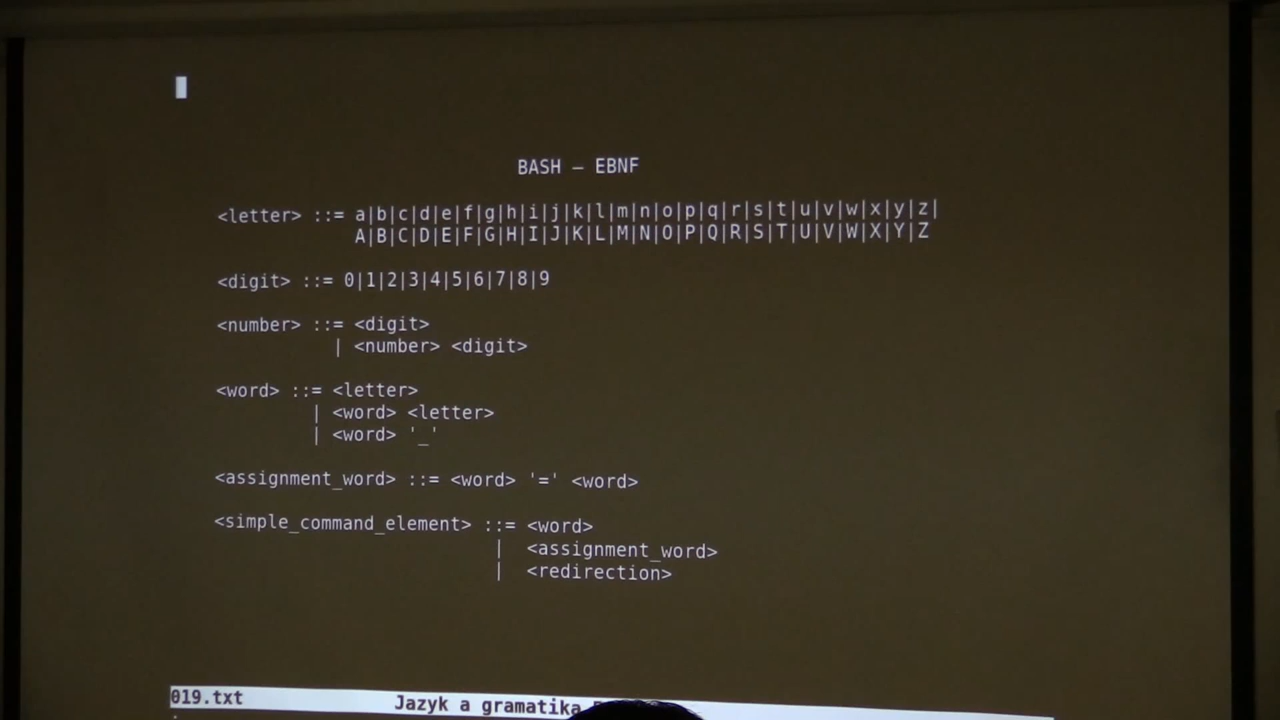 BASH – EBNF
<letter> ::= a|b|c|d|e|f|g|h|i|j|k|l|m|n|o|p|q|r|s|t|u|v|w|x|y|z|
A|B|C|D|E|F|G|H|I|J|K|L|M|N|O|P|Q|R|S|T|U|V|W|X|Y|Z
<digit> ::= 0|1|2|3|4|5|6|7|8|9
<number> ::= <digit>
| <number> <digit>
<word> ::= <letter>
| <word> <letter>
| <word> '_'
<assignment_word> ::= <word> '=' <word>
<simple_command_element> ::= <word>
| <assignment_word>
| <redirection>
019.txt Jazyk a gramatika